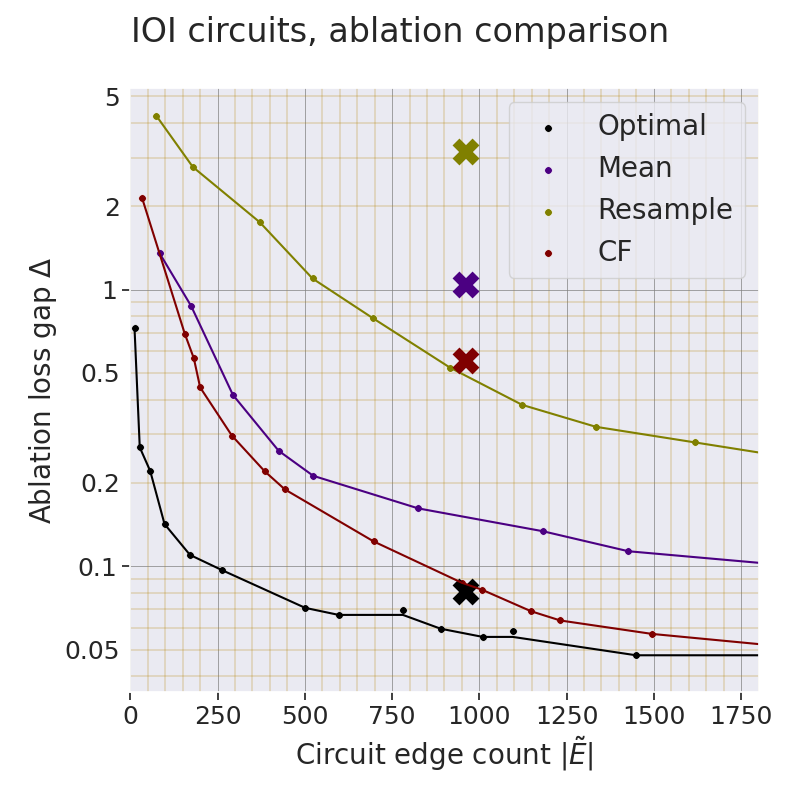 IOI circuits, ablation comparison
Optimal
Mean
Resample
CF
Ablation loss gap Δ
5
2
1
0.5
0.2
0.1
0.05
0 250 500 750 1000 1250 1500 1750
Circuit edge count |Ẽ|